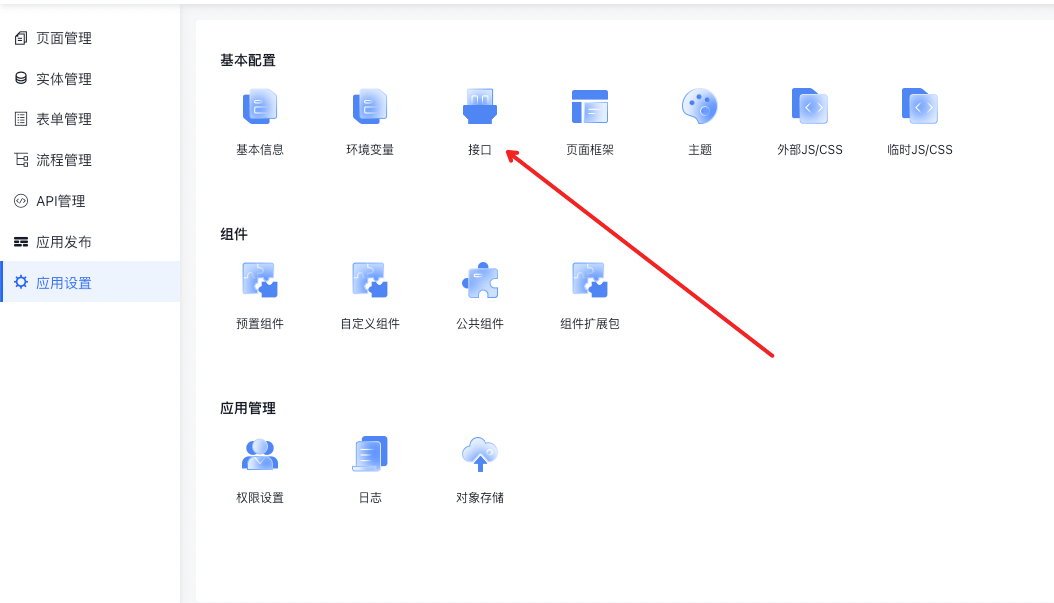 页面管理
实体管理
表单管理
流程管理
API管理
应用发布
应用设置
基本配置
基本信息
环境变量
接口
页面框架
主题
外部JS/CSS
临时JS/CSS
组件
预置组件
自定义组件
公共组件
组件扩展包
应用管理
权限设置
日志
对象存储